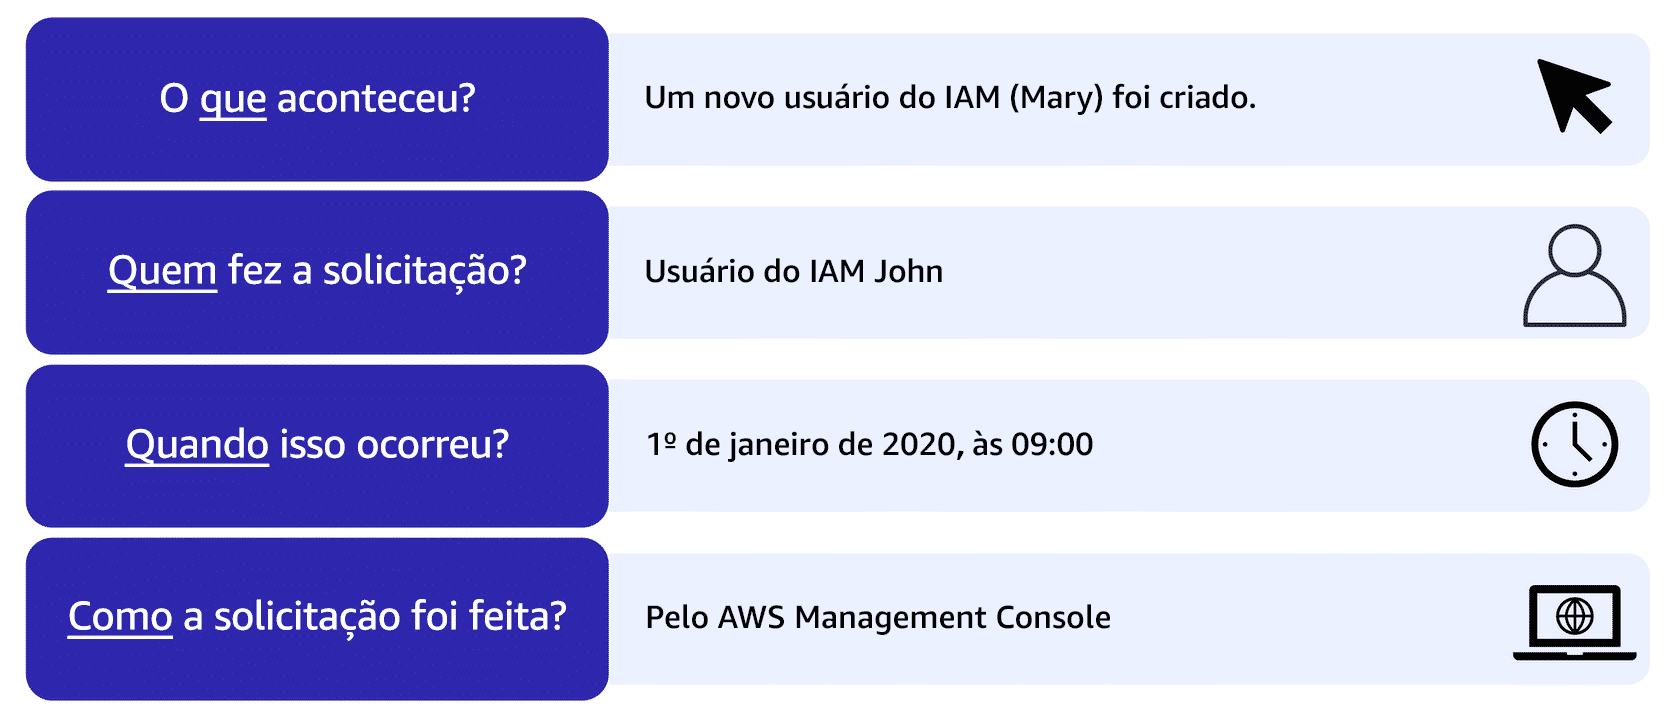 O que aconteceu?
Um novo usuário do IAM (Mary) foi criado.
Quem fez a solicitação?
Usuário do IAM John
Quando isso ocorreu?
1º de janeiro de 2020, às 09:00
Como a solicitação foi feita?
Pelo AWS Management Console